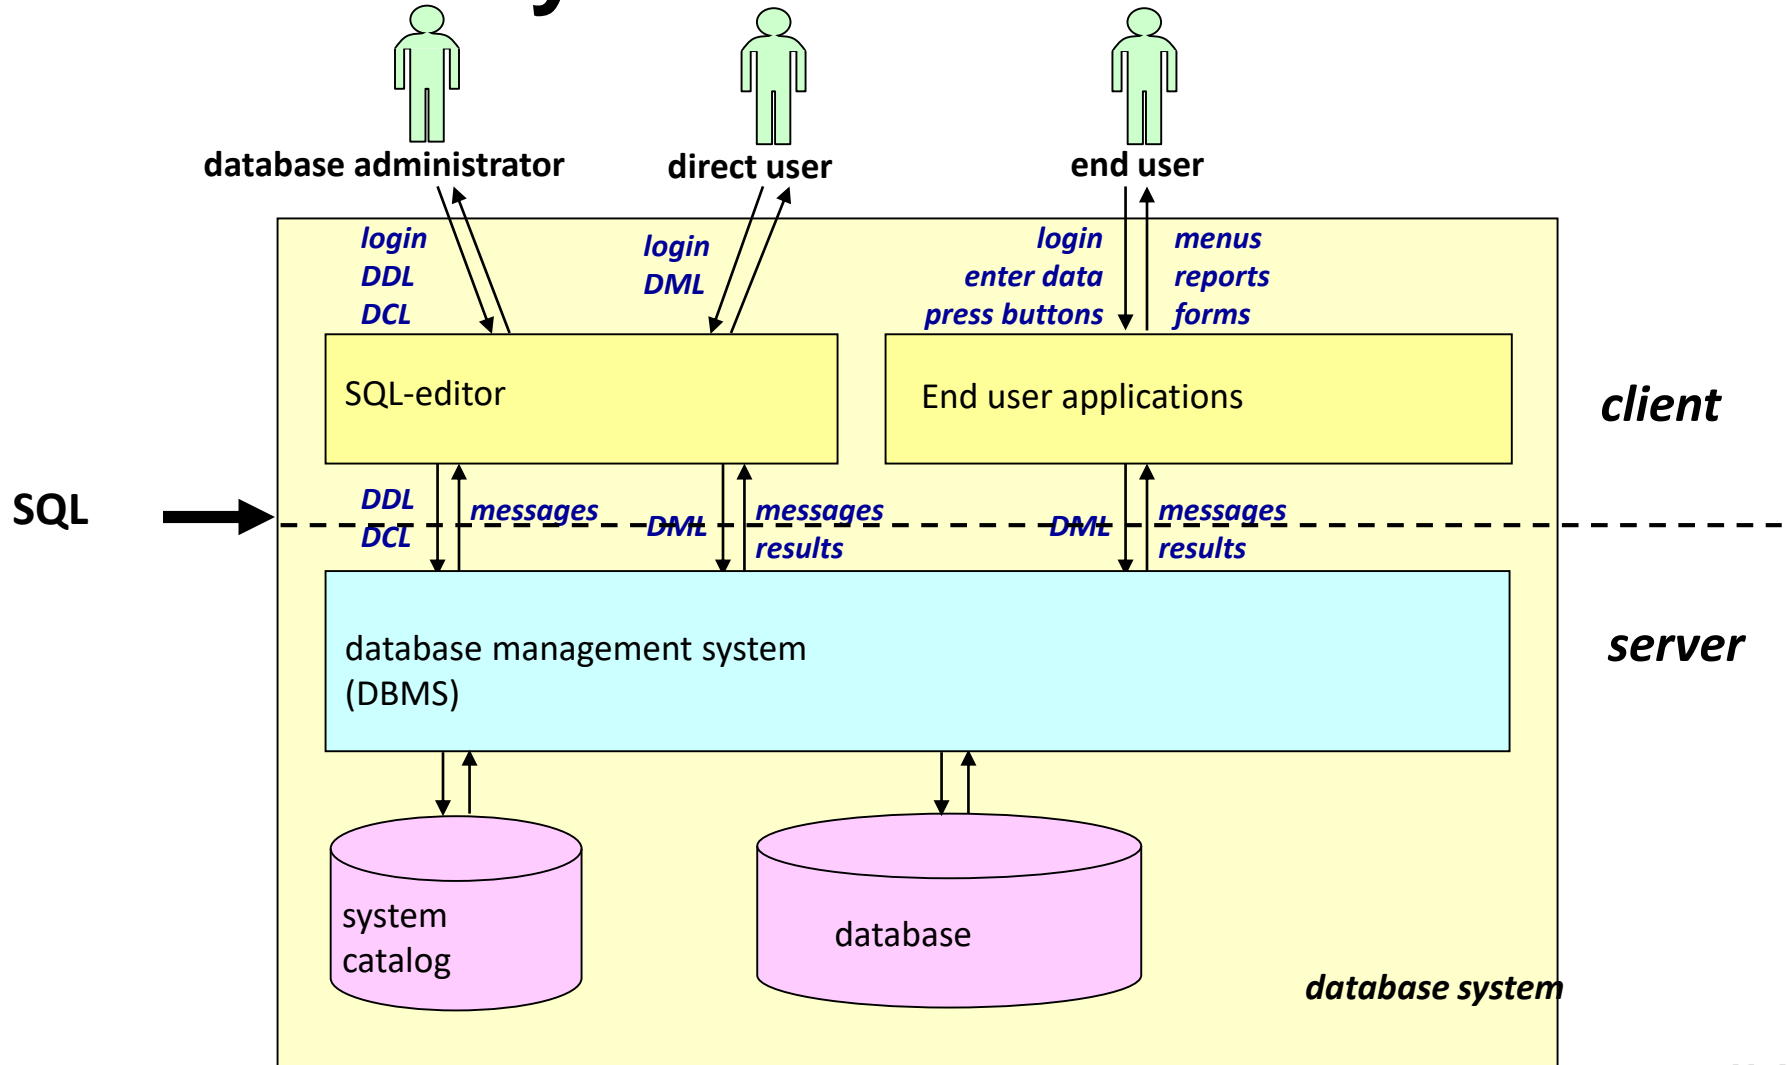 database administrator
direct user
end user
login
DDL
DCL
login
DML
login
enter data
press buttons
menus
reports
forms
SQL-editor
End user applications
client
SQL
DDL
DCL
messages
DML
messages
results
DML
messages
results
database management system
(DBMS)
server
system
catalog
database
database system